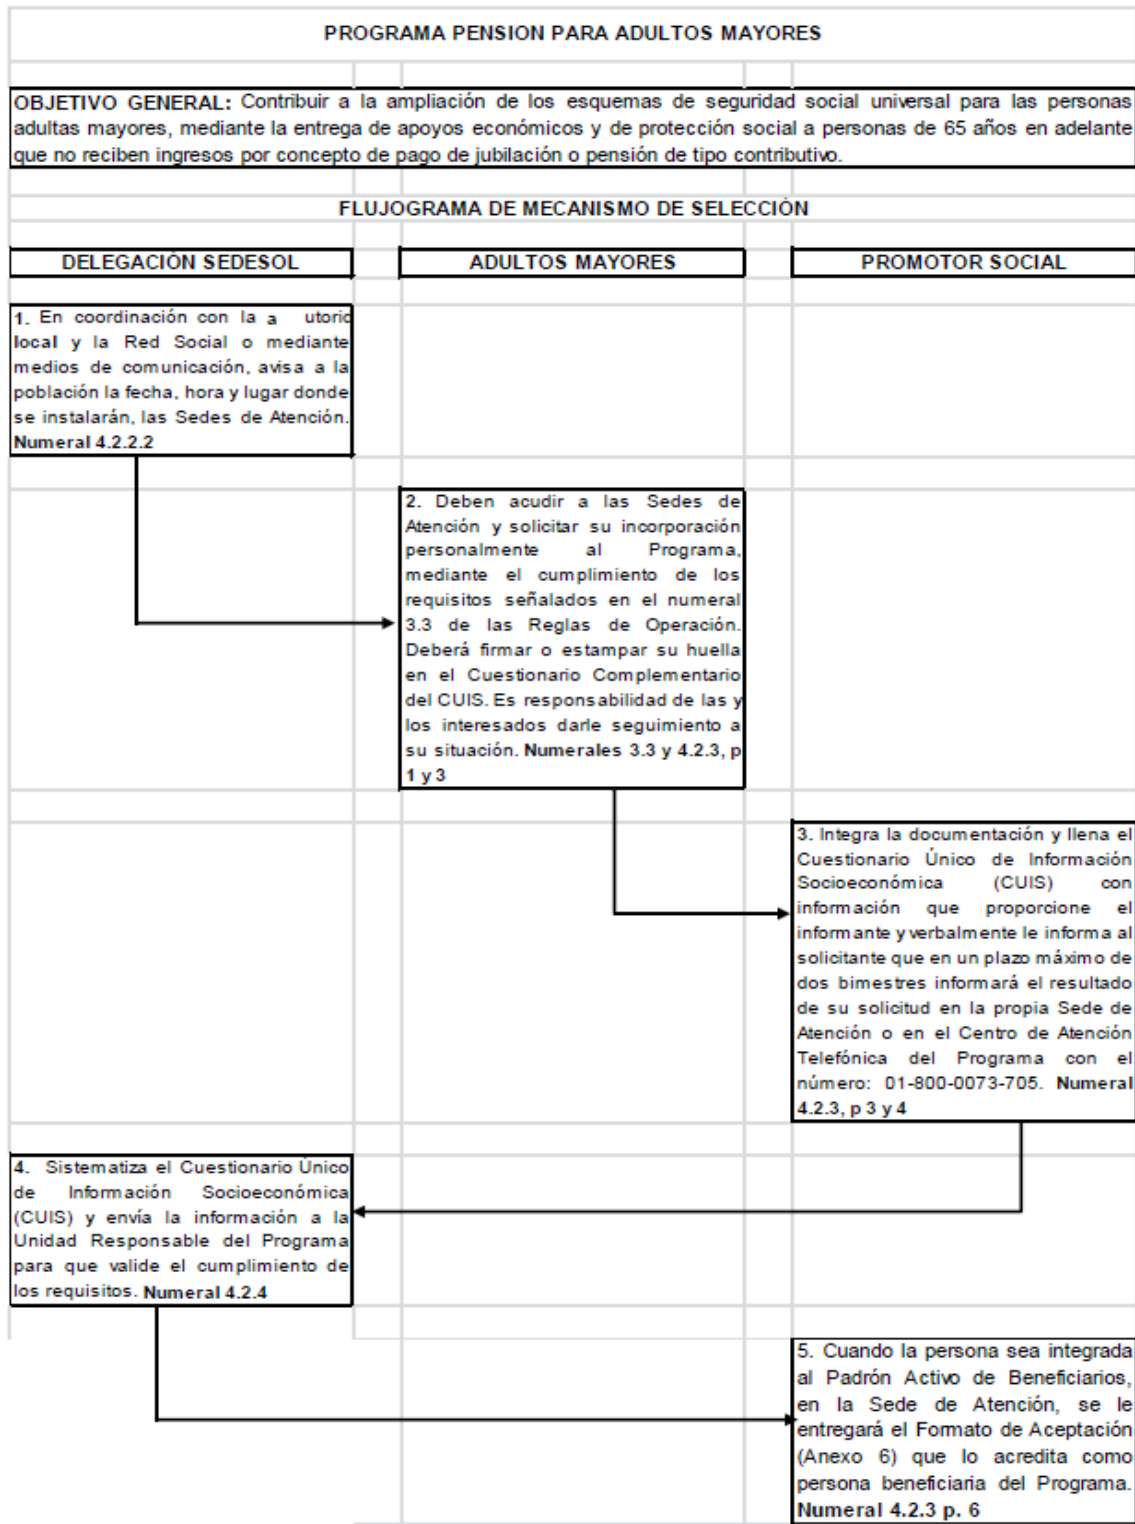 PROGRAMA PENSION PARA ADULTOS MAYORES
OBJETIVO GENERAL: Contribuir a la ampliación de los esquemas de seguridad social universal para las personas
adultas mayores, mediante la entrega de apoyos económicos y de protección social a personas de 65 años en adelante
que no reciben ingresos por concepto de pago de jubilación o pensión de tipo contributivo.
FLUJOGRAMA DE MECANISMO DE SELECCIÓN
DELEGACIÓN SEDESOL
ADULTOS MAYORES
PROMOTOR SOCIAL
1. En coordinación con la a utorid
local y la Red Social o mediante
medios de comunicación, avisa a la
población la fecha, hora y lugar donde
se instalarán, las Sedes de Atención.
Numeral 4.2.2.2
2. Deben acudir a las Sedes de
Atención y solicitar su incorporación
personalmente al Programa,
mediante el cumplimiento de los
requisitos señalados en el numeral
3.3 de las Reglas de Operación.
Deberá firmar o estampar su huella
en el Cuestionario Complementario
del CUIS. Es responsabilidad de las y
los interesados darle seguimiento a
su situación. Numerales 3.3 y 4.2.3, p
1 y 3
3. Integra la documentación y llena el
Cuestionario Único de Información
Socioeconómica (CUIS) con
información que proporcione el
informante y verbalmente le informa al
solicitante que en un plazo máximo de
dos bimestres informará el resultado
de su solicitud en la propia Sede de
Atención o en el Centro de Atención
Telefónica del Programa con el
número: 01-800-0073-705. Numeral
4.2.3, p 3 y 4
4. Sistematiza el Cuestionario Único
de Información Socioeconómica
(CUIS) y envía la información a la
Unidad Responsable del Programa
para que valide el cumplimiento de
los requisitos. Numeral 4.2.4
5. Cuando la persona sea integrada
al Padrón Activo de Beneficiarios,
en la Sede de Atención, se le
entregará el Formato de Aceptación
(Anexo 6) que lo acredita como
persona beneficiaria del Programa.
Numeral 4.2.3 p. 6